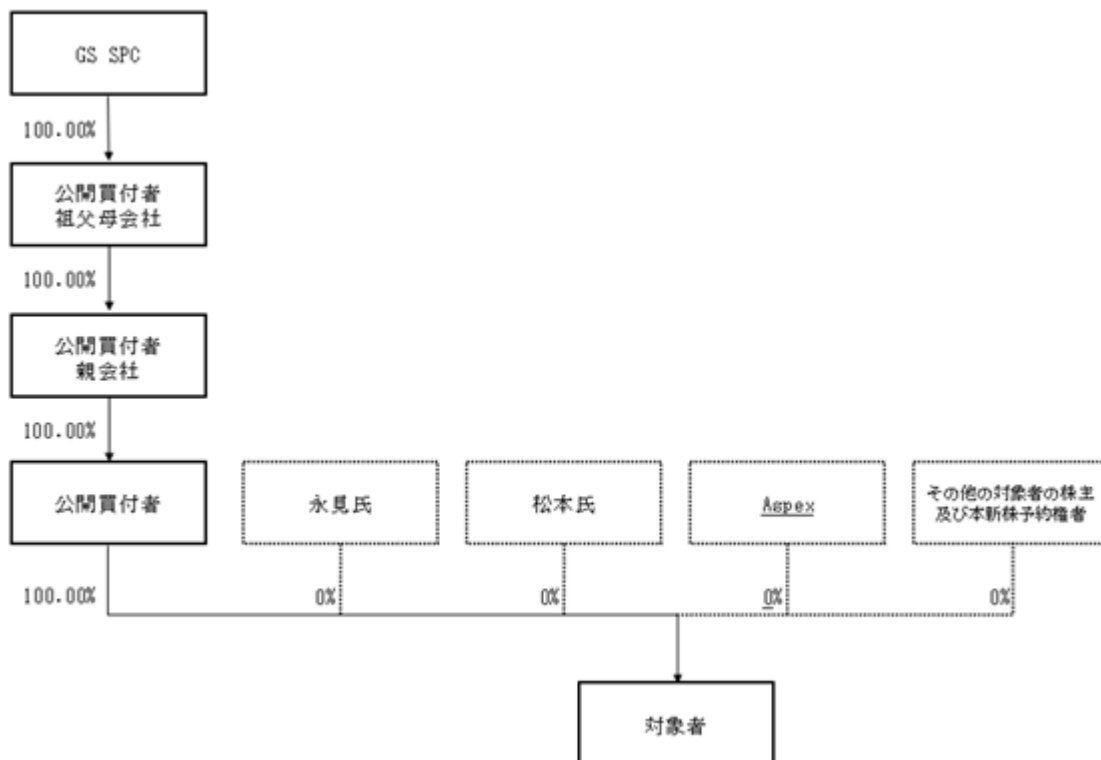 GS SPC
100.00%
公開買付者
祖父母会社
100.00%
公開買付者
親会社
100.00%
公開買付者
永見氏
松本氏
Aspex
その他の対象者の株主
及び本新株予約権者
100.00%
0%
0%
0%
0%
対象者